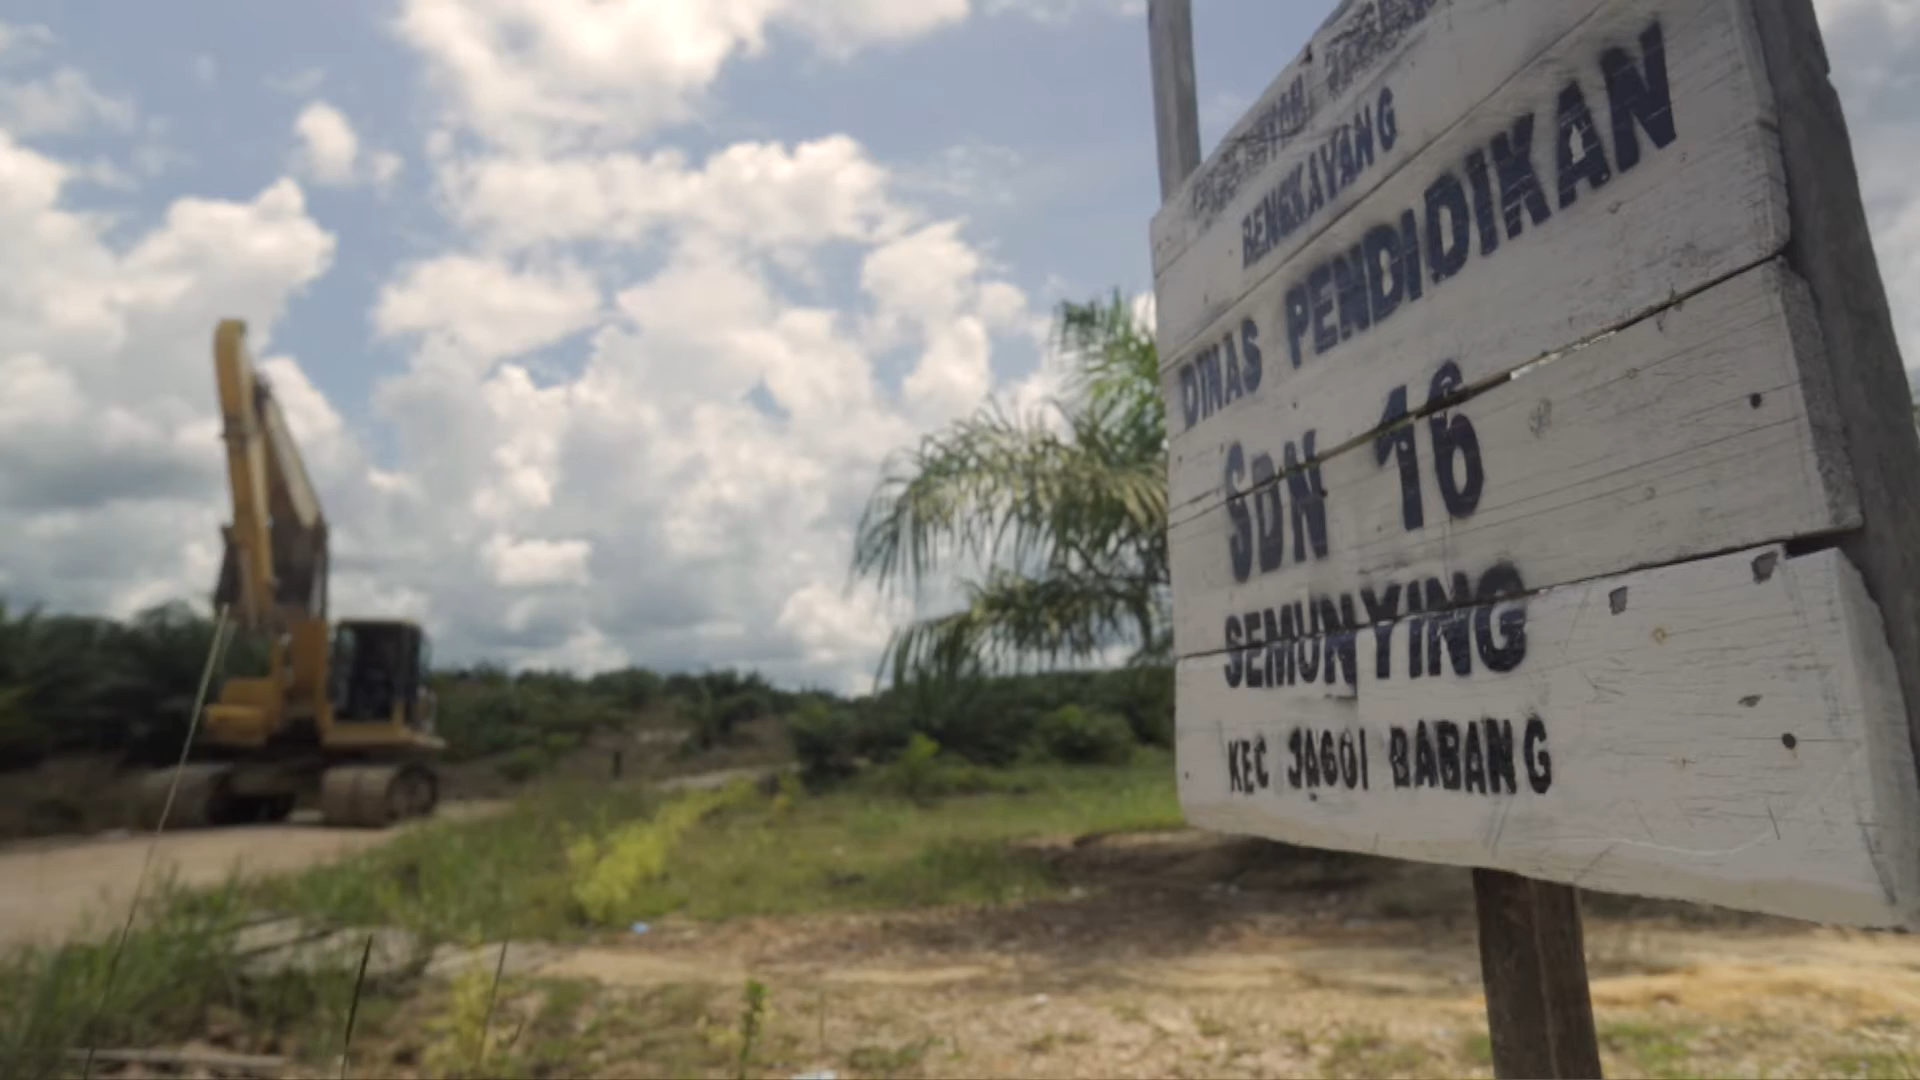 BENGKAYANG
DINAS PENDIDIKAN
SDN 16
SEMUNYING
KEC JAGOI BABANG